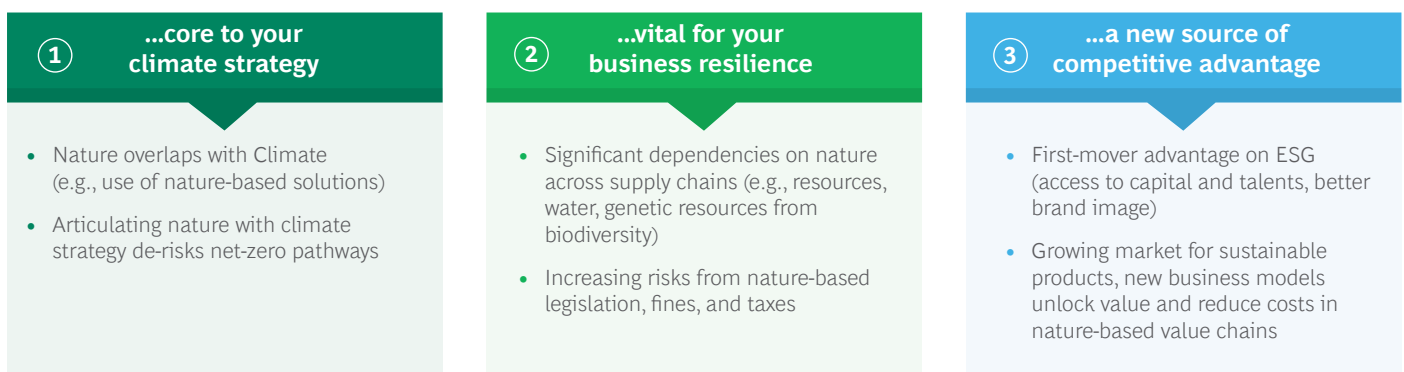 1
...core to your
climate strategy
• Nature overlaps with Climate
(e.g., use of nature-based solutions)
• Articulating nature with climate
strategy de-risks net-zero pathways
2
...vital for your
business resilience
• Significant dependencies on nature
across supply chains (e.g., resources,
water, genetic resources from
biodiversity)
• Increasing risks from nature-based
legislation, fines, and taxes
3
...a new source of
competitive advantage
• First-mover advantage on ESG
(access to capital and talents, better
brand image)
• Growing market for sustainable
products, new business models
unlock value and reduce costs in
nature-based value chains